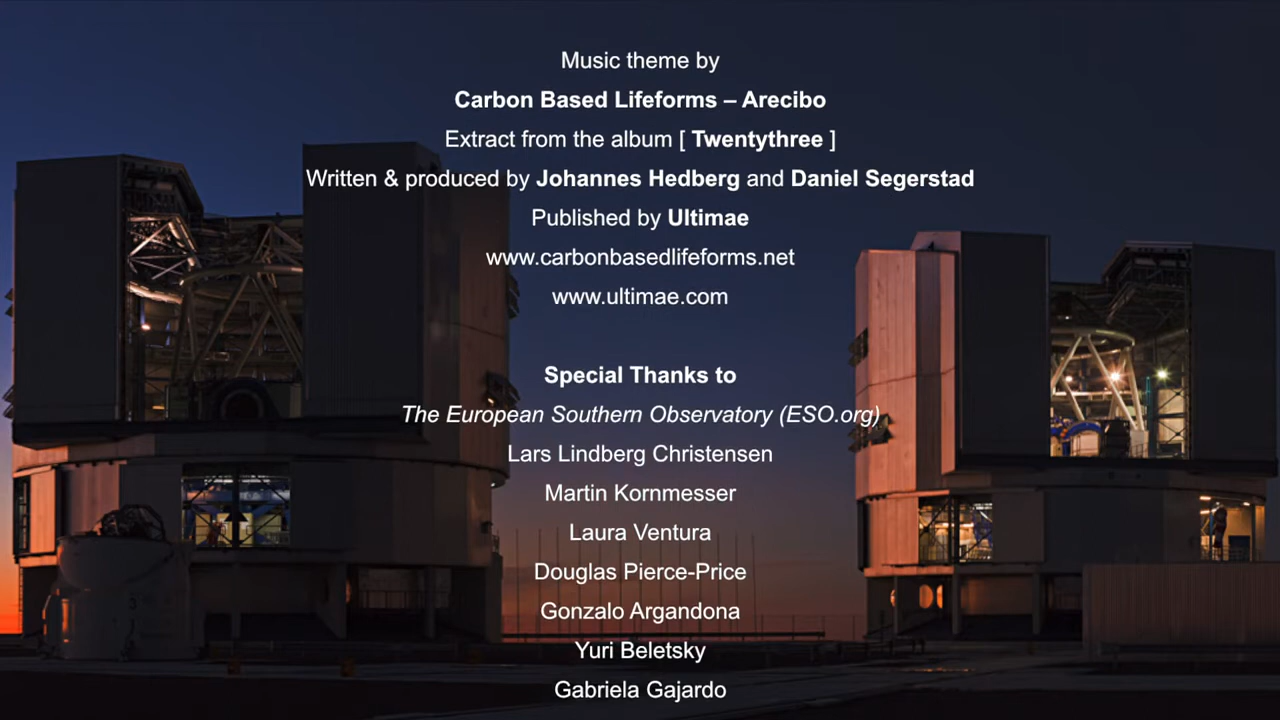 Music theme by
Carbon Based Lifeforms – Arecibo
Extract from the album [ Twentythree ]
Written & produced by Johannes Hedberg and Daniel Segerstad
Published by Ultimae
www.carbonbasedlifeforms.net
www.ultimae.com
Special Thanks to
The European Southern Observatory (ESO.org)
Lars Lindberg Christensen
Martin Kornmesser
Laura Ventura
Douglas Pierce-Price
Gonzalo Argandona
Yuri Beletsky
Gabriela Gajardo